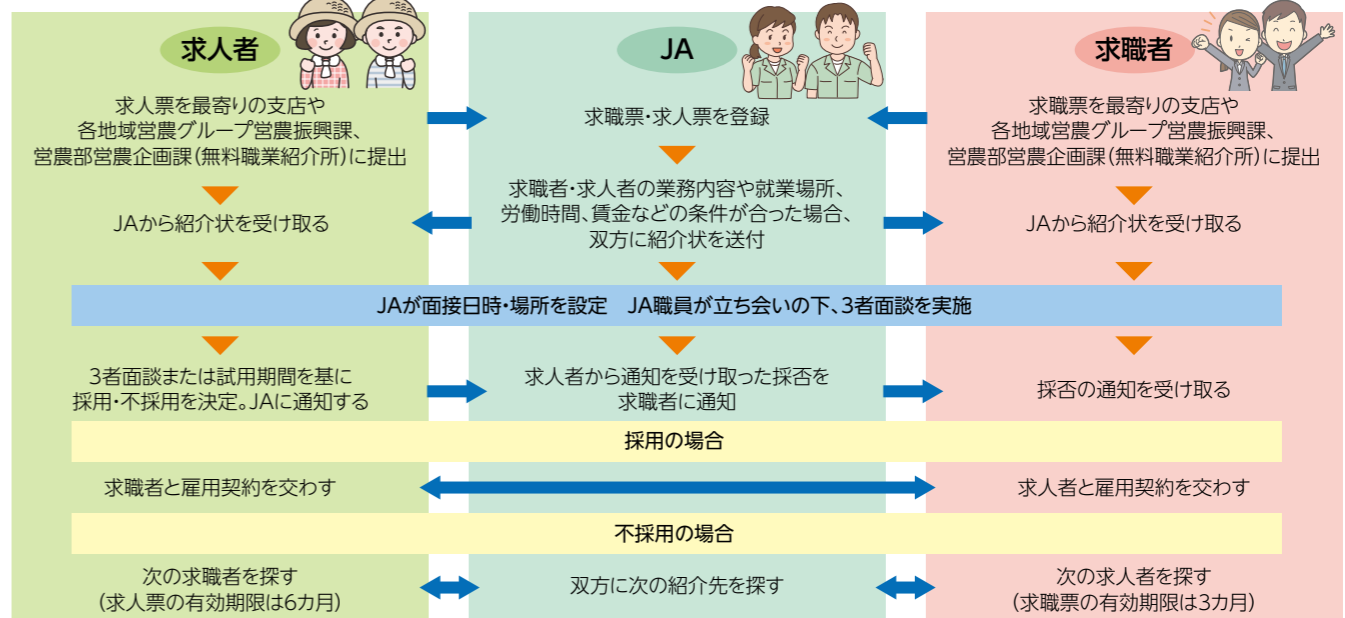 求人者
JA
求職者
求人票を最寄りの支店や
各地域営農グループ営農振興課、
営農部営農企画課(無料職業紹介所)に提出
求職票・求人票を登録
求職票を最寄りの支店や
各地域営農グループ営農振興課、
営農部営農企画課(無料職業紹介所)に提出
JAから紹介状を受け取る
求職者・求人者の業務内容や就業場所、
労働時間、賃金などの条件が合った場合、
双方に紹介状を送付
JAから紹介状を受け取る
JAが面接日時・場所を設定　JA職員が立ち会いの下、3者面談を実施
3者面談または試用期間を基に
採用・不採用を決定。JAに通知する
求人者から通知を受け取った採否を
求職者に通知
採否の通知を受け取る
採用の場合
求職者と雇用契約を交わす
求人者と雇用契約を交わす
不採用の場合
次の求職者を探す
(求人票の有効期限は6カ月)
双方に次の紹介先を探す
次の求人者を探す
(求職票の有効期限は3カ月)